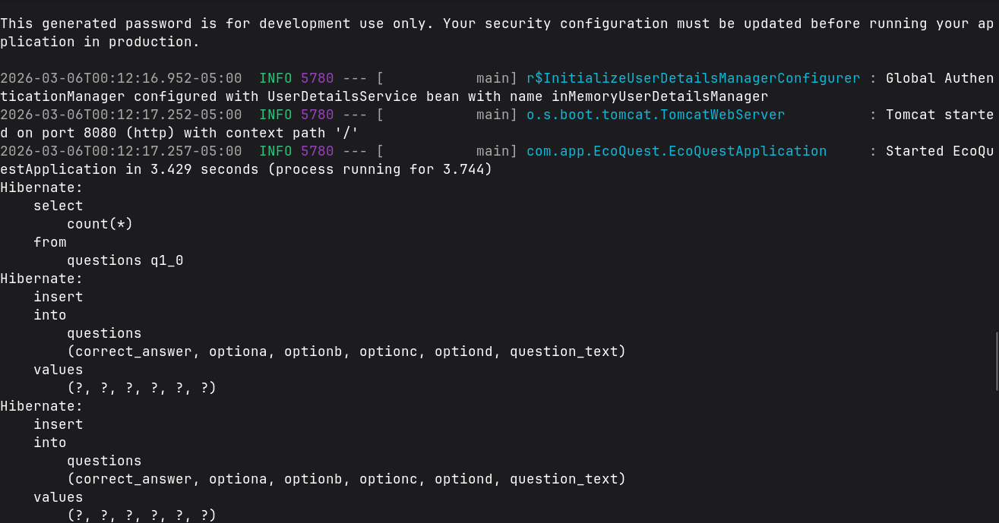 This generated password is for development use only. Your security configuration must be updated before running your ap
plication in production.
2026-03-06T00:12:16.952-05:00  INFO 5780 --- [           main] r$InitializeUserDetailsManagerConfigurer : Global Authen
ticationManager configured with UserDetailsService bean with name inMemoryUserDetailsManager
2026-03-06T00:12:17.252-05:00  INFO 5780 --- [           main] o.s.boot.tomcat.TomcatWebServer          : Tomcat starte
d on port 8080 (http) with context path '/'
2026-03-06T00:12:17.257-05:00  INFO 5780 --- [           main] com.app.EcoQuest.EcoQuestApplication     : Started EcoQu
estApplication in 3.429 seconds (process running for 3.744)
Hibernate:
    select
        count(*)
    from
        questions q1_0
Hibernate:
    insert
    into
        questions
        (correct_answer, optiona, optionb, optionc, optiond, question_text)
    values
        (?, ?, ?, ?, ?, ?)
Hibernate:
    insert
    into
        questions
        (correct_answer, optiona, optionb, optionc, optiond, question_text)
    values
        (?, ?, ?, ?, ?, ?)